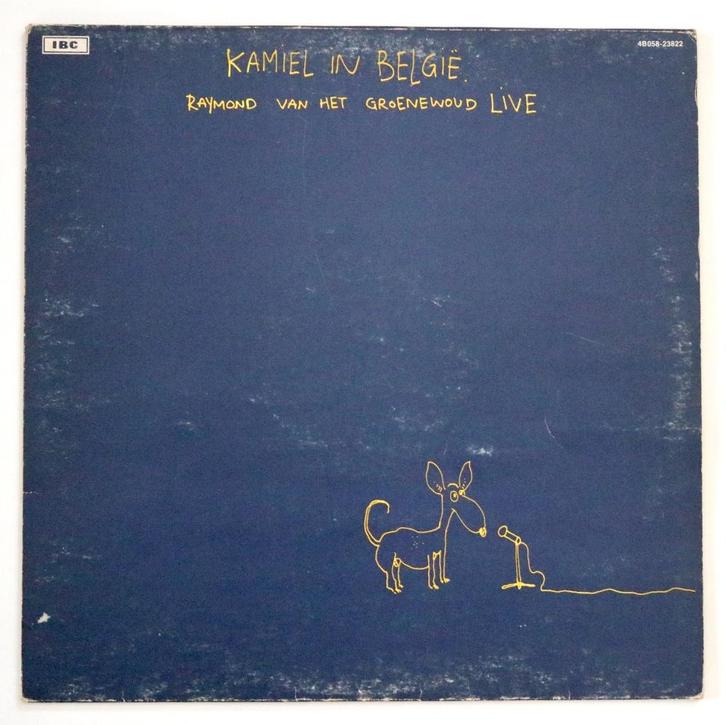 IBC
4B058-23822
KAMIEL IN BELGIË.
RAYMOND VAN HET GROENEWOUD LIVE